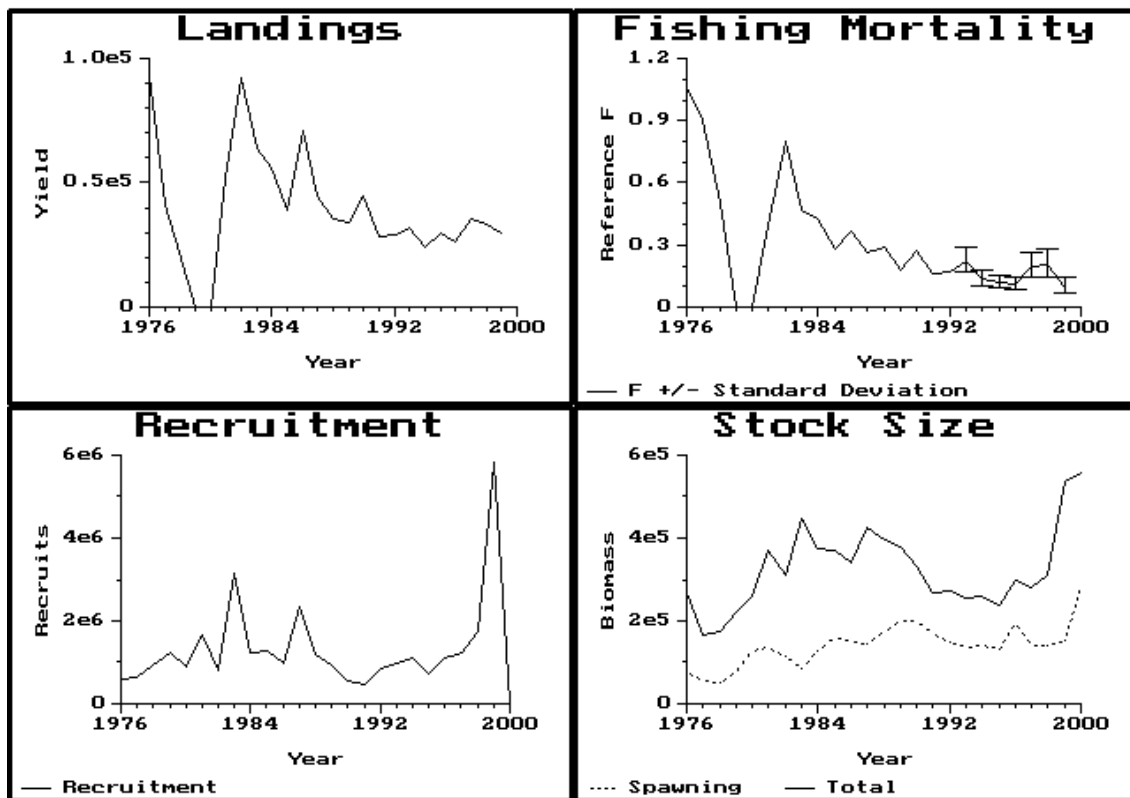 Landings
1.0e5
0.5e5
0
Yield
1976 1984 1992 2000
Year
Fishing Mortality
1.2
0.9
0.6
0.3
0
Reference F
1976 1984 1992 2000
Year
F +/- Standard Deviation
Recruitment
6e6
4e6
2e6
0
Recruits
1976 1984 1992 2000
Year
Recruitment
Stock Size
6e5
4e5
2e5
0
Biomass
1976 1984 1992 2000
Year
Spawning Total